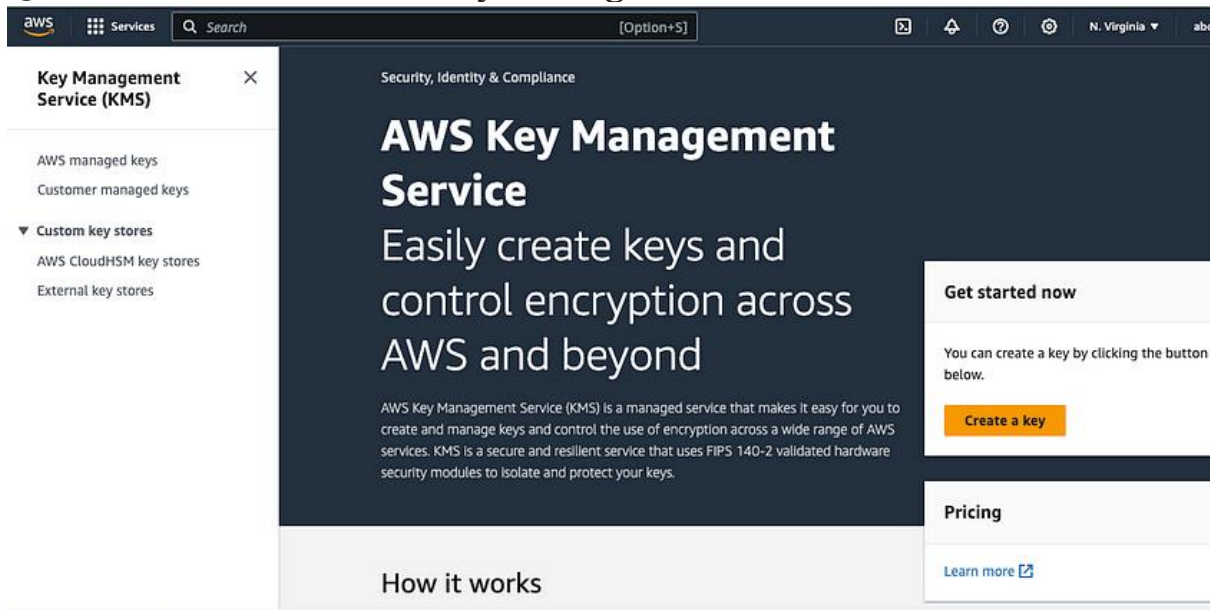 aws
Services
Search
[Option+S]
N. Virginia
Key Management
Service (KMS)
AWS managed keys
Customer managed keys
Custom key stores
AWS CloudHSM key stores
External key stores
Security, Identity & Compliance
AWS Key Management
Service
Easily create keys and
control encryption across
AWS and beyond
AWS Key Management Service (KMS) is a managed service that makes it easy for you to
create and manage keys and control the use of encryption across a wide range of AWS
services. KMS is a secure and resilient service that uses FIPS 140-2 validated hardware
security modules to isolate and protect your keys.
Get started now
You can create a key by clicking the button
below.
Create a key
Pricing
Learn more
How it works